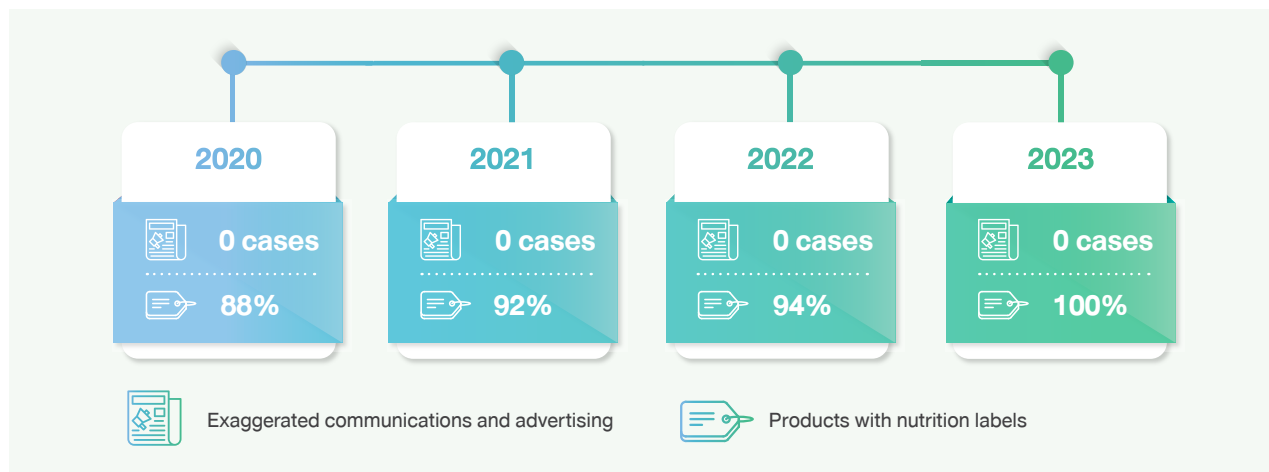 2020
0 cases
88%
2021
0 cases
92%
2022
0 cases
94%
2023
0 cases
100%
Exaggerated communications and advertising
Products with nutrition labels